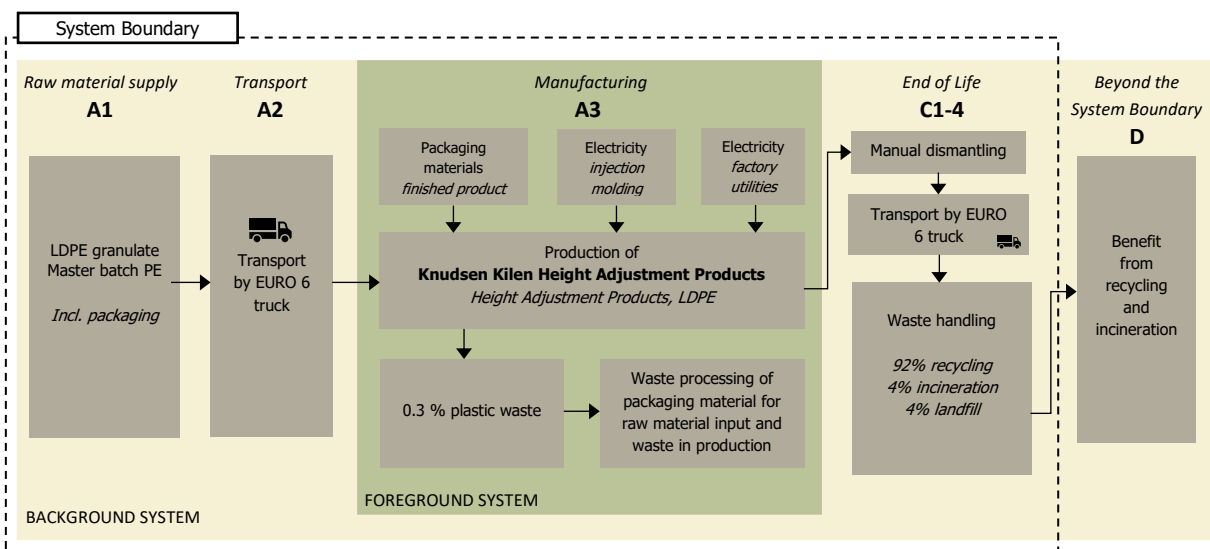 System Boundary
Raw material supply
A1
Transport
A2
Manufacturing
A3
End of Life
C1-4
Beyond the
System Boundary
D
LDPE granulate
Master batch PE
Incl. packaging
Transport
by EURO 6
truck
Packaging
materials
finished product
Electricity
injection
molding
Electricity
factory
utilities
Production of
Knudsen Kilen Height Adjustment Products
Height Adjustment Products, LDPE
0.3 % plastic waste
Waste processing of
packaging material for
raw material input and
waste in production
Manual dismantling
Transport by EURO
6 truck
Waste handling
92% recycling
4% incineration
4% landfill
Benefit
from
recycling
and
incineration
FOREGROUND SYSTEM
BACKGROUND SYSTEM